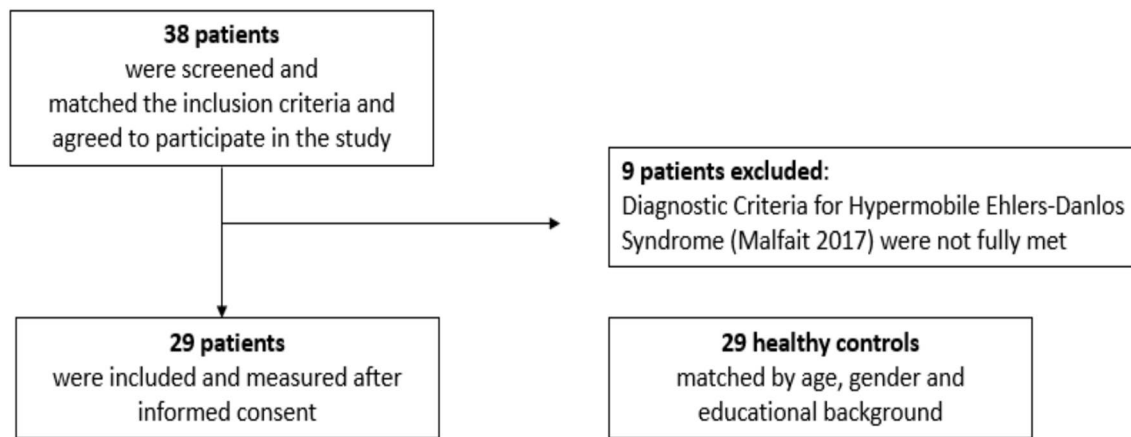 38 patients
were screened and
matched the inclusion criteria and
agreed to participate in the study
9 patients excluded:
Diagnostic Criteria for Hypermobile Ehlers-Danlos
Syndrome (Malfait 2017) were not fully met
29 patients
were included and measured after
informed consent
29 healthy controls
matched by age, gender and
educational background